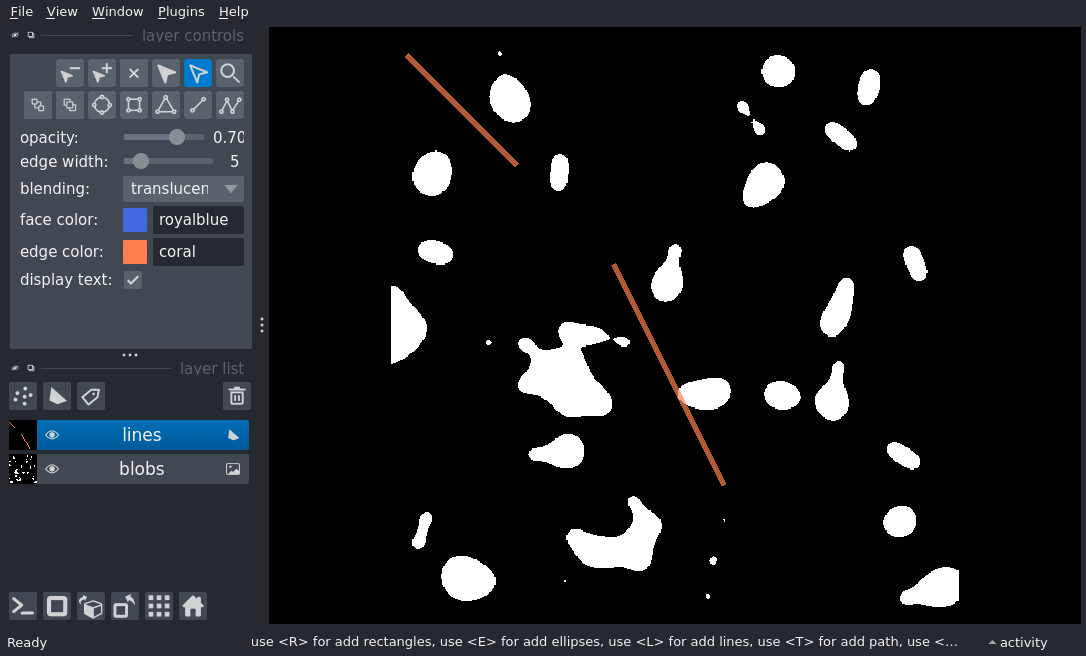 File View Window Plugins Help
layer controls
opacity: 0.70
edge width: 5
blending: translucen
face color: royalblue
edge color: coral
display text:
layer list
lines
blobs
Ready use <R> for add rectangles, use <E> for add ellipses, use <L> for add lines, use <T> for add path, use <... activity